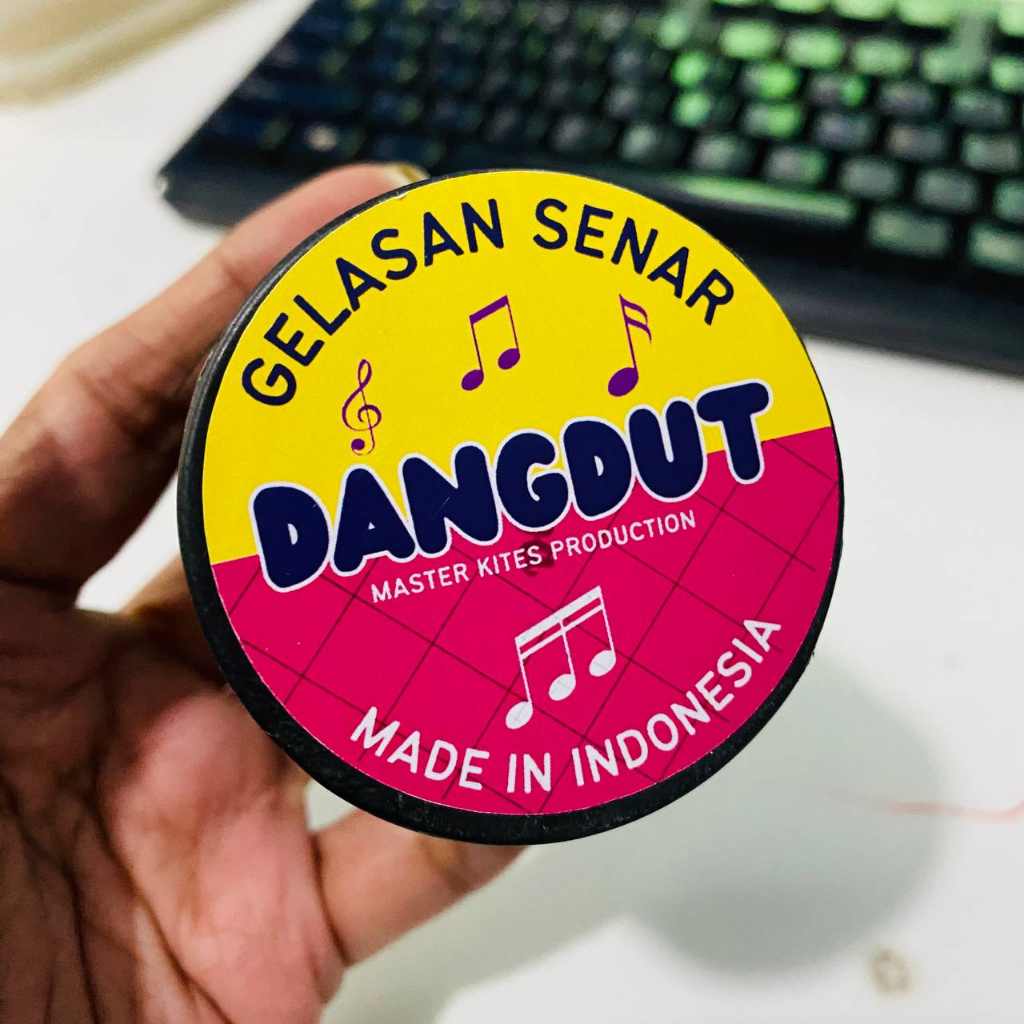 GELASAN SENAR
DANGDUT
MASTER KITES PRODUCTION
MADE IN INDONESIA